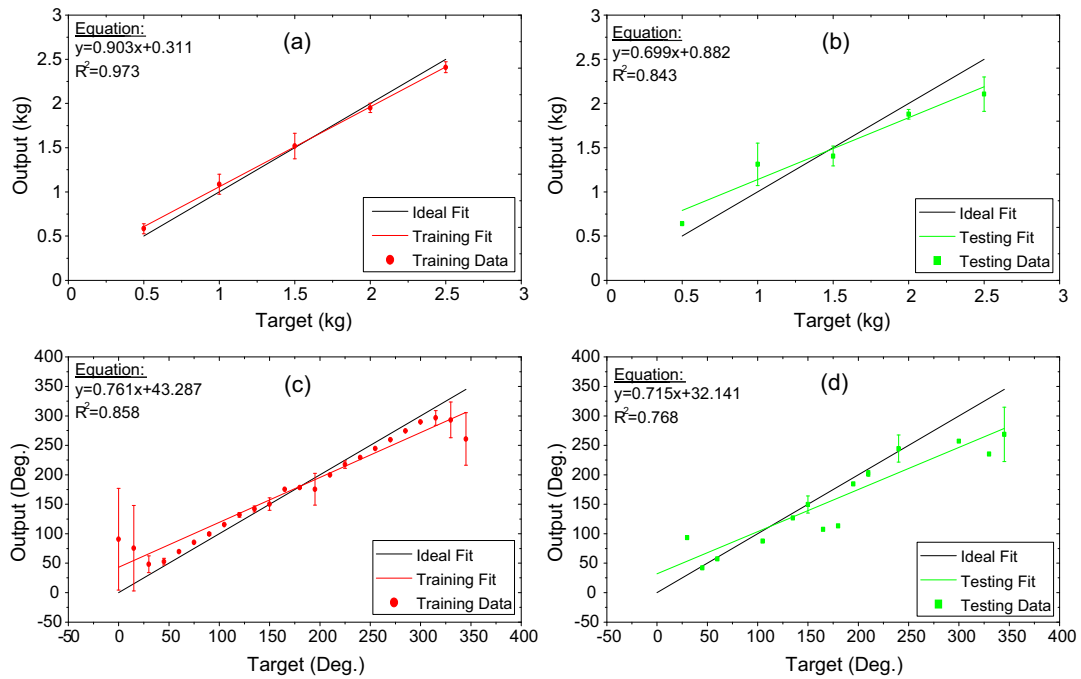 Equation:
y=0.903x+0.311
R²=0.973
(a)
3
2.5
2
1.5
1
0.5
0
Output (kg)
Ideal Fit
Training Fit
Training Data
0
0.5
1
1.5
2
2.5
3
Target (kg)
Equation:
y=0.699x+0.882
R²=0.843
(b)
3
2.5
2
1.5
1
0.5
0
Output (kg)
Ideal Fit
Testing Fit
Testing Data
0
0.5
1
1.5
2
2.5
3
Target (kg)
Equation:
y=0.761x+43.287
R²=0.858
(c)
400
350
300
250
200
150
100
50
0
-50
Output (Deg.)
Ideal Fit
Training Fit
Training Data
-50
0
50
100
150
200
250
300
350
400
Target (Deg.)
Equation:
y=0.715x+32.141
R²=0.768
(d)
400
350
300
250
200
150
100
50
0
-50
Output (Deg.)
Ideal Fit
Testing Fit
Testing Data
-50
0
50
100
150
200
250
300
350
400
Target (Deg.)